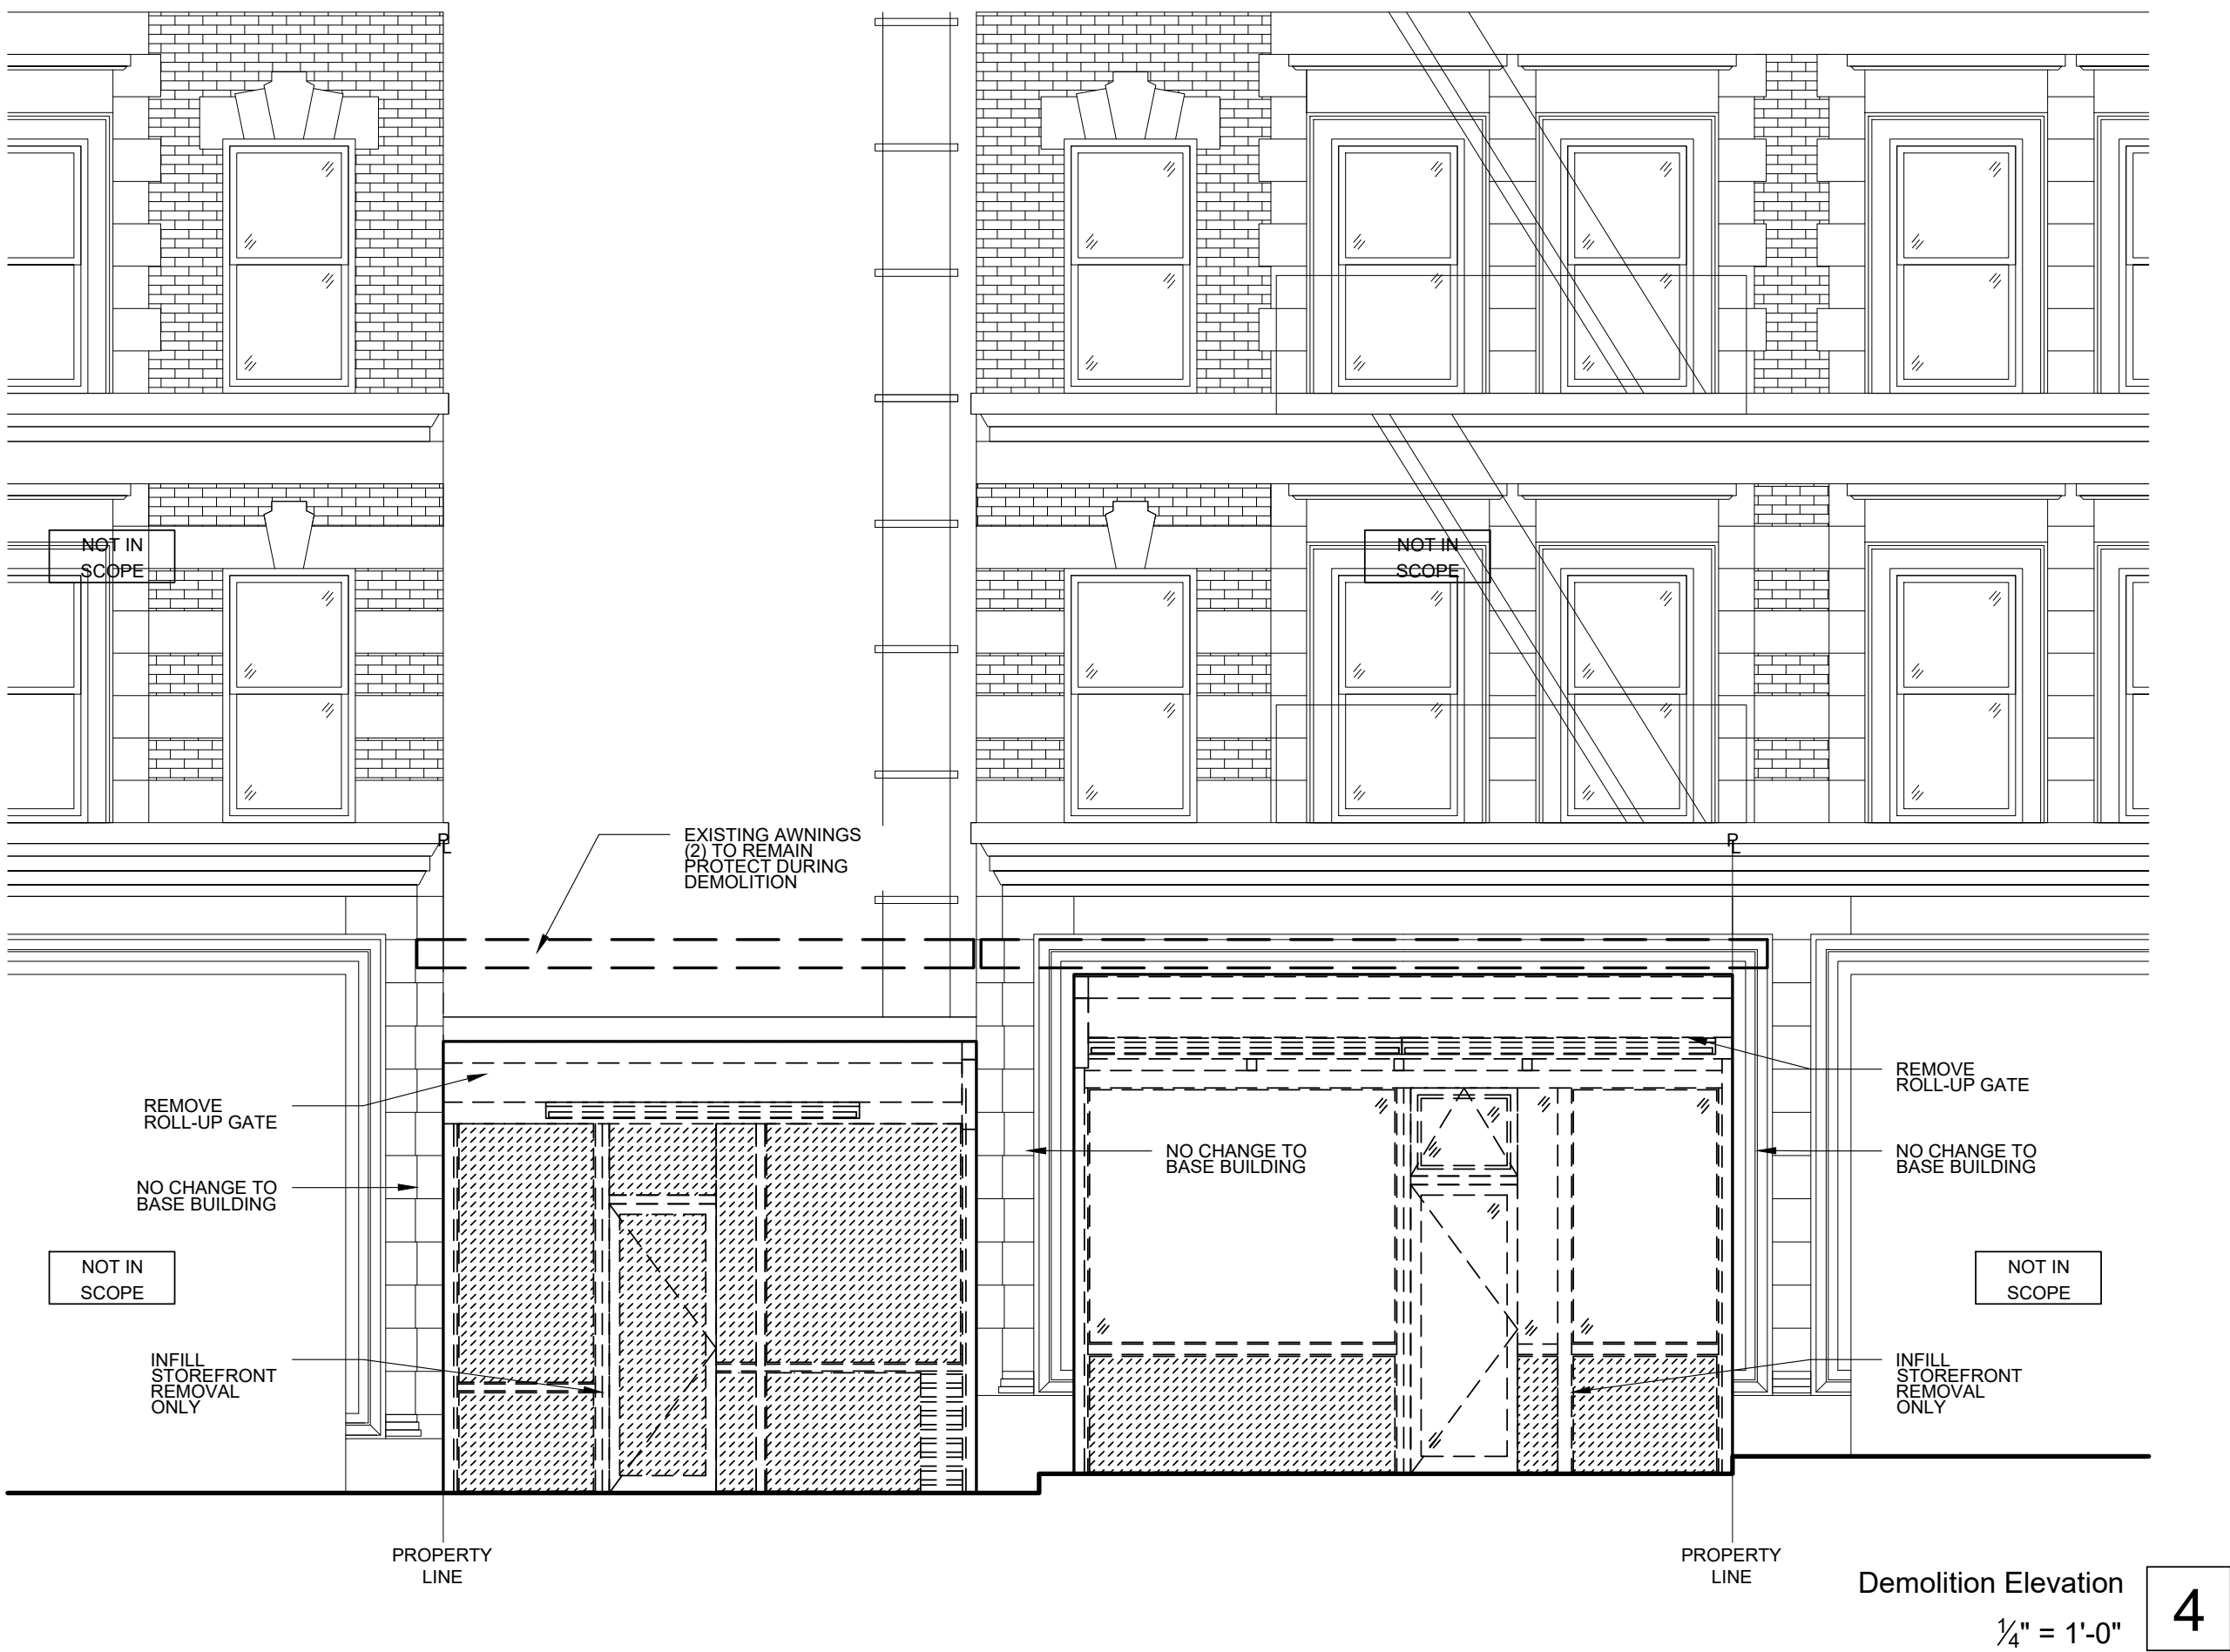 NOT IN
SCOPE
NOT IN
SCOPE
PL
PL
EXISTING AWNINGS
(2) TO REMAIN
PROTECT DURING
DEMOLITION
REMOVE
ROLL-UP GATE
REMOVE
ROLL-UP GATE
NO CHANGE TO
BASE BUILDING
NO CHANGE TO
BASE BUILDING
NO CHANGE TO
BASE BUILDING
NOT IN
SCOPE
NOT IN
SCOPE
INFILL
STOREFRONT
REMOVAL
ONLY
INFILL
STOREFRONT
REMOVAL
ONLY
PROPERTY
LINE
PROPERTY
LINE
Demolition Elevation
1/4" = 1'-0"
4